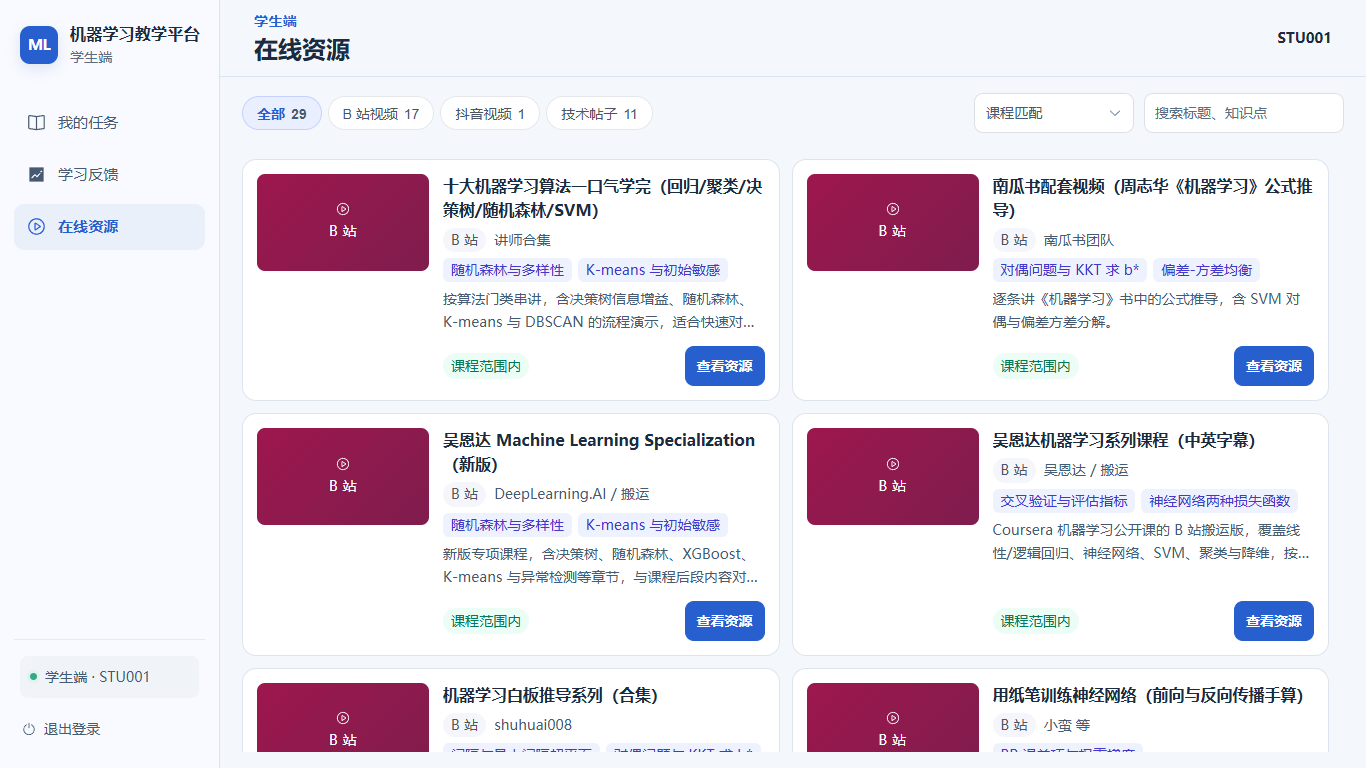 ML
机器学习教学平台
学生端
我的任务
学习反馈
在线资源
学生端 · STU001
退出登录
学生端
在线资源
STU001
全部 29
B 站视频 17
抖音视频 1
技术帖子 11
课程匹配
搜索标题、知识点
B 站
十大机器学习算法一口气学完（回归/聚类/决
策树/随机森林/SVM）
B 站 讲师合集
随机森林与多样性 K-means 与初始敏感
按算法门类串讲，含决策树信息增益、随机森林、
K-means 与 DBSCAN 的流程演示，适合快速对...
课程范围内
查看资源
B 站
南瓜书配套视频（周志华《机器学习》公式推
导）
B 站 南瓜书团队
对偶问题与 KKT 求 b* 偏差-方差均衡
逐条讲《机器学习》书中的公式推导，含 SVM 对
偶与偏差方差分解。
课程范围内
查看资源
B 站
吴恩达 Machine Learning Specialization
（新版）
B 站 DeepLearning.AI / 搬运
随机森林与多样性 K-means 与初始敏感
新版专项课程，含决策树、随机森林、XGBoost、
K-means 与异常检测等章节，与课程后段内容对...
课程范围内
查看资源
B 站
吴恩达机器学习系列课程（中英字幕）
B 站 吴恩达 / 搬运
交叉验证与评估指标 神经网络两种损失函数
Coursera 机器学习公开课的 B 站搬运版，覆盖线
性/逻辑回归、神经网络、SVM、聚类与降维，按...
课程范围内
查看资源
B 站
机器学习白板推导系列（合集）
B 站 shuhuai008
B 站
用纸笔训练神经网络（前向与反向传播手算）
B 站 小蛮 等